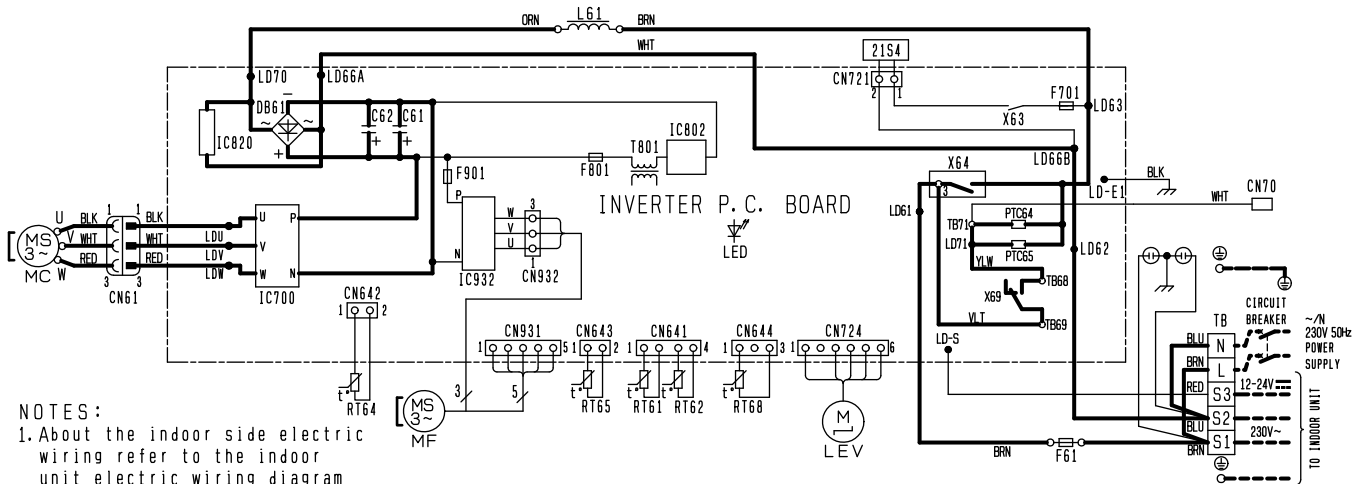 L61
ORN
BRN
WHT
21S4
CN721
2
1
F701
X63
LD63
LD70
LD66A
DB61
~
−
~
+
IC820
C62
+
C61
+
IC802
T801
F801
F901
LD66B
X64
3
LD-E1
BLK
WHT
CN70
INVERTER P.C. BOARD
LED
LD61
TB71
PTC64
LD71
PTC65
LD62
YLW
TB68
X69
VLT
TB69
LD-S
U
V
W
BLK
WHT
RED
MS
3~
MC
1
1
3
3
CN61
BLK
WHT
RED
LDU
LDV
LDW
U
V
W
P
N
IC700
P
N
IC932
W
V
U
3
1
CN932
CN642
1
2
t°
RT64
CN931
1
5
CN643
1
2
t°
RT65
CN641
1
4
t°
RT61
t°
RT62
CN644
1
3
t°
RT68
CN724
1
6
M
LEV
3
5
MS
3~
MF
BRN
F61
TB
N
L
S3
S2
S1
BLU
BRN
RED
BLU
BRN
CIRCUIT
BREAKER
~/N
230V 50Hz
POWER
SUPPLY
12-24V
230V~
TO INDOOR UNIT
NOTES:
1. About the indoor side electric
wiring refer to the indoor
unit electric wiring diagram